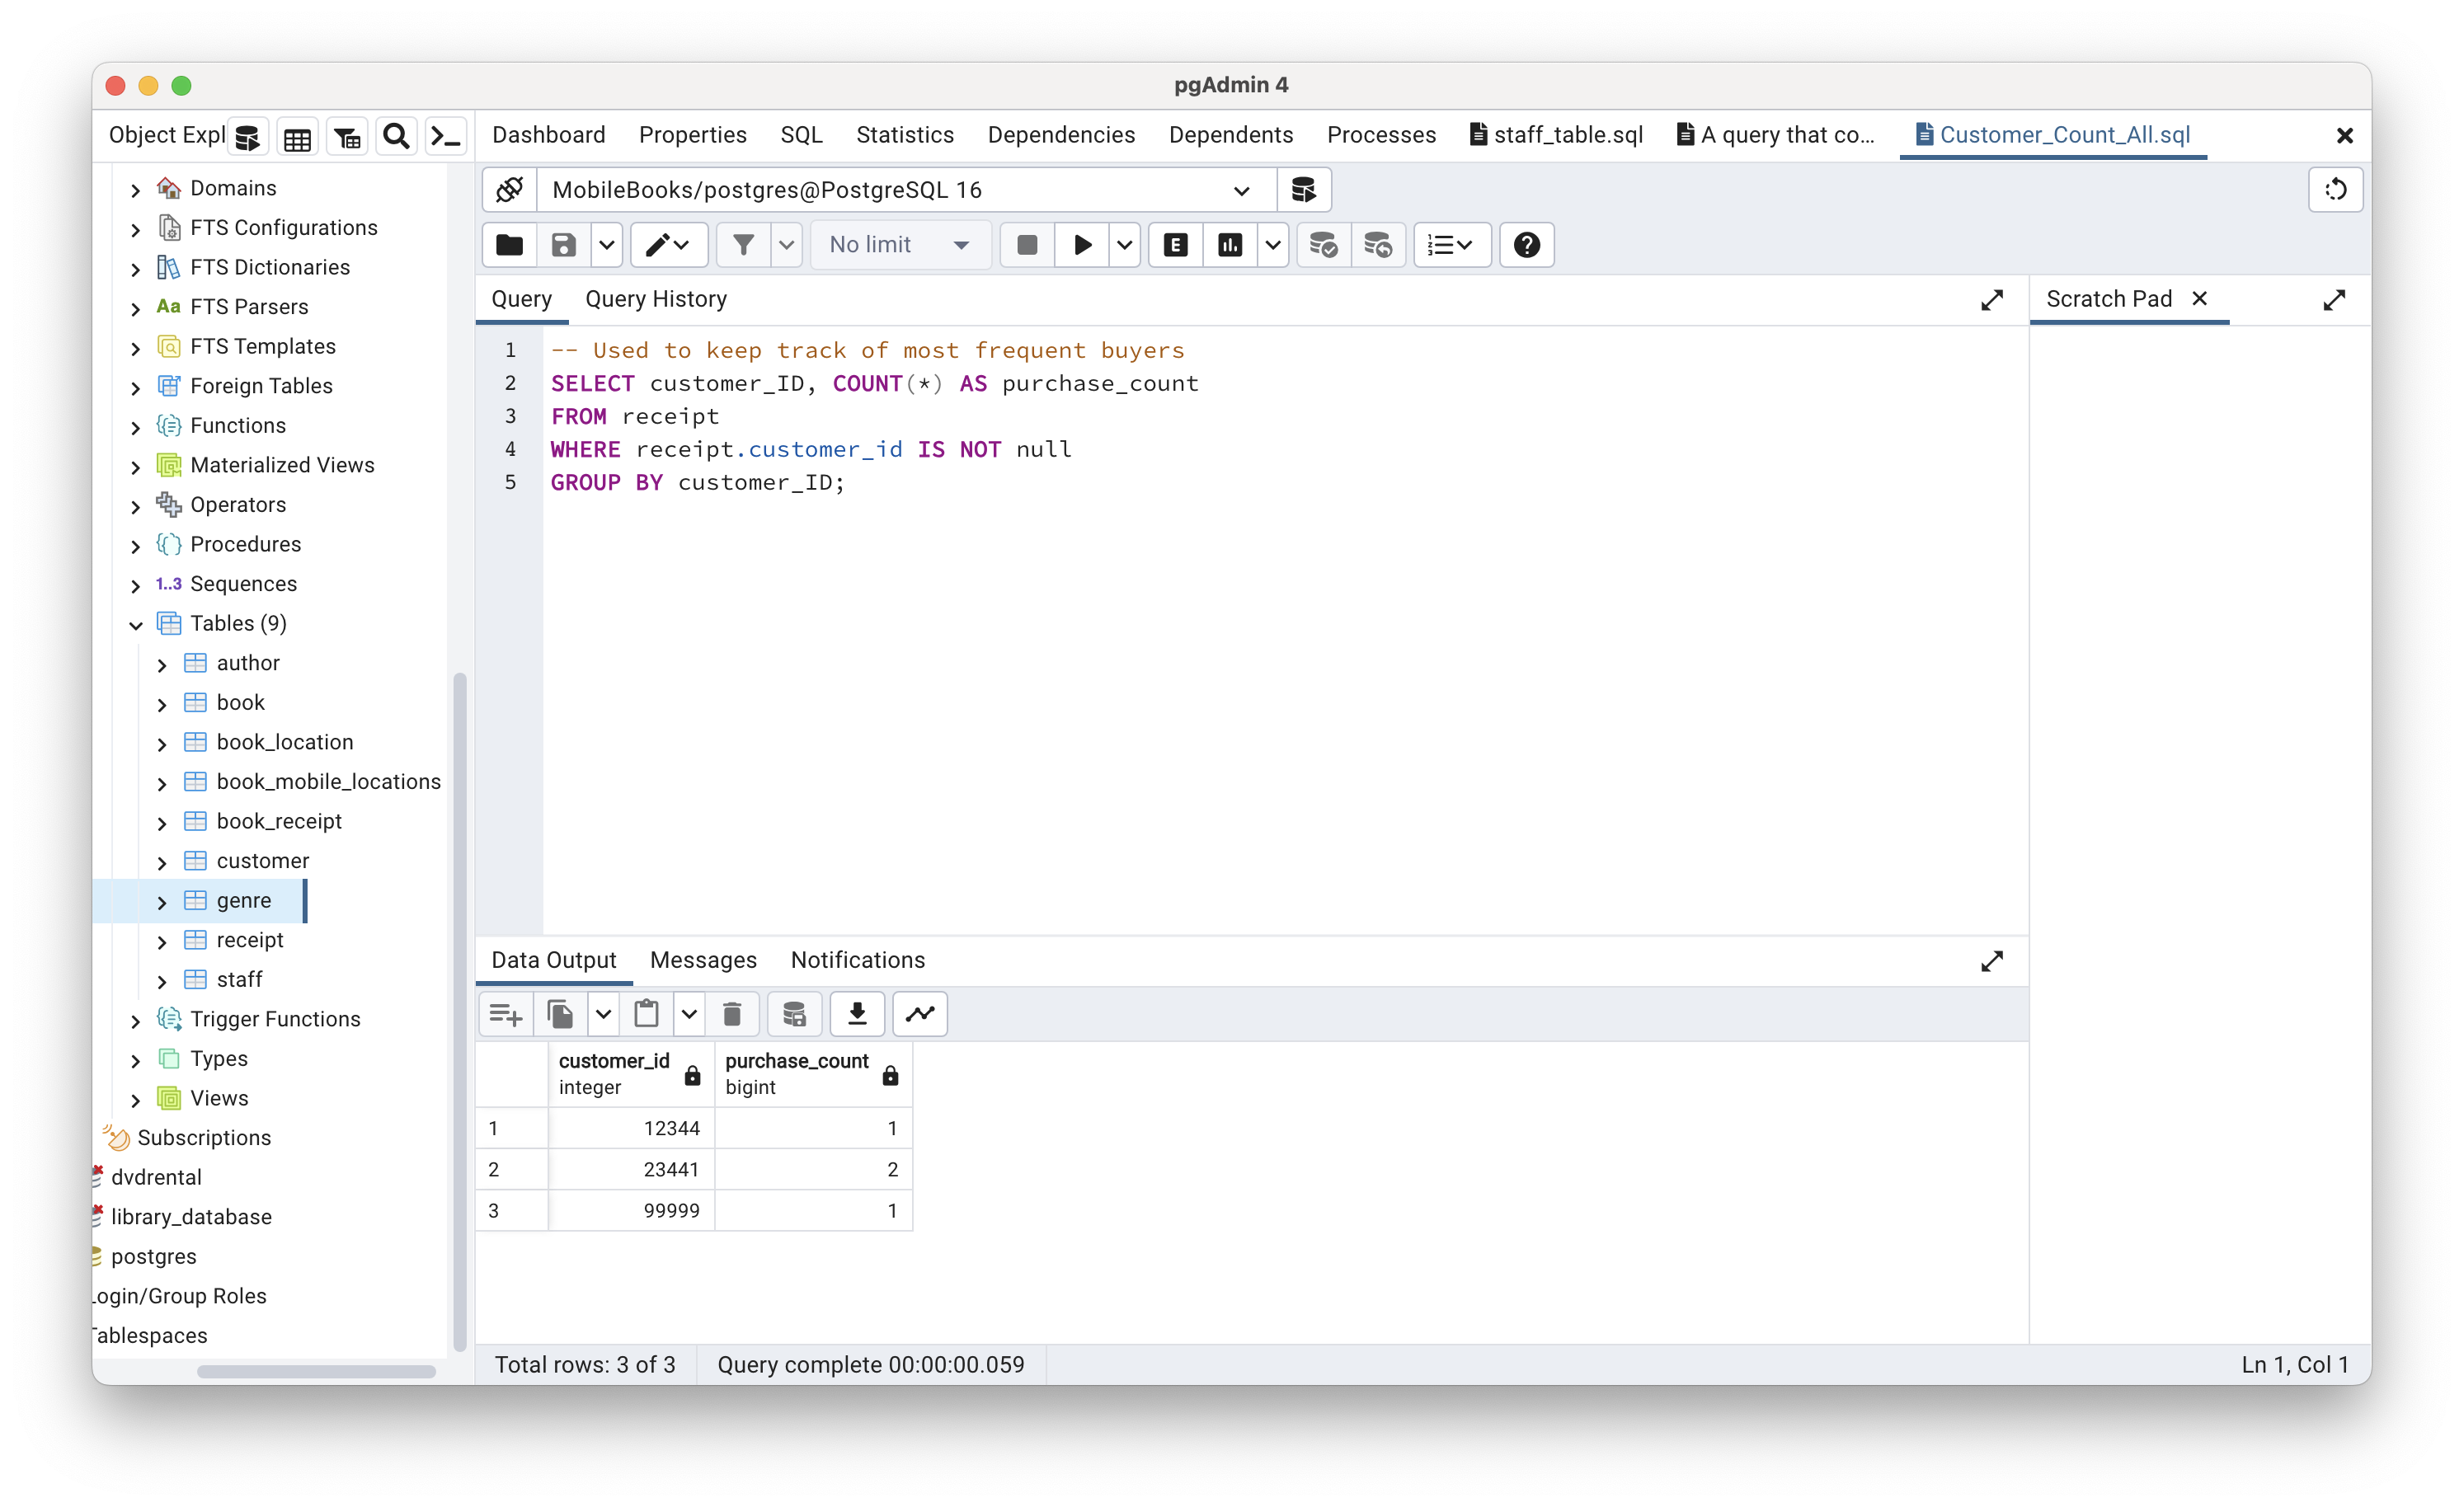 pgAdmin 4
Object Expl
Dashboard Properties SQL Statistics Dependencies Dependents Processes staff_table.sql A query that co... Customer_Count_All.sql
MobileBooks/postgres@PostgreSQL 16
No limit
E
Query Query History
Scratch Pad
1 -- Used to keep track of most frequent buyers
2 SELECT customer_ID, COUNT(*) AS purchase_count
3 FROM receipt
4 WHERE receipt.customer_id IS NOT null
5 GROUP BY customer_ID;
Domains
FTS Configurations
FTS Dictionaries
Aa FTS Parsers
FTS Templates
Foreign Tables
Functions
Materialized Views
Operators
Procedures
1..3 Sequences
Tables (9)
author
book
book_location
book_mobile_locations
book_receipt
customer
genre
receipt
staff
Trigger Functions
Types
Views
Subscriptions
dvdrental
library_database
postgres
Login/Group Roles
Tablespaces
Data Output Messages Notifications
customer_id purchase_count
integer bigint
1 12344 1
2 23441 2
3 99999 1
Total rows: 3 of 3 Query complete 00:00:00.059 Ln 1, Col 1